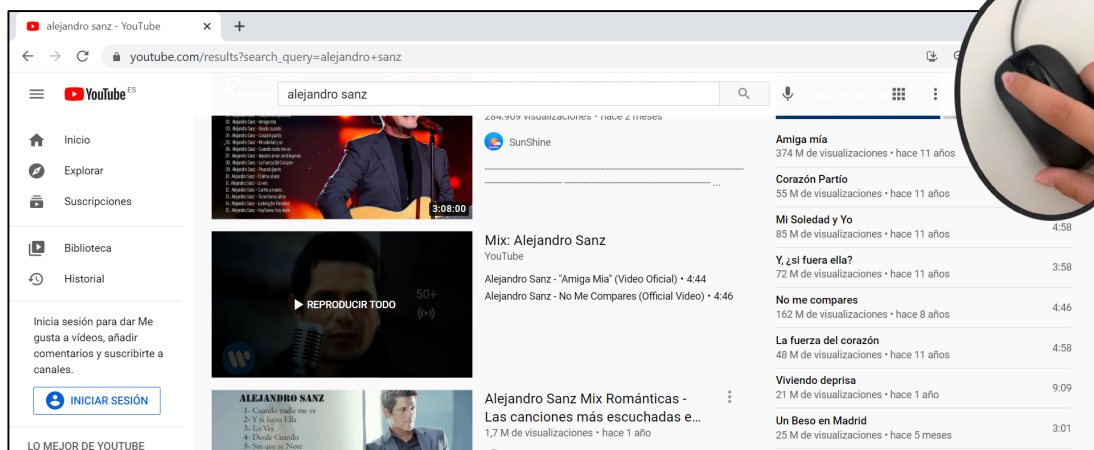 alejandro sanz - YouTube
youtube.com/results?search_query=alejandro+sanz
YouTube ES
alejandro sanz
Inicio
Explorar
Suscripciones
Biblioteca
Historial
Inicia sesión para dar Me
gusta a vídeos, añadir
comentarios y suscribirte a
canales.
INICIAR SESIÓN
LO MEJOR DE YOUTUBE
3:08:00
284.909 visualizaciones • hace 2 meses
SunShine
...
REPRODUCIR TODO
50+
Mix: Alejandro Sanz
YouTube
Alejandro Sanz - "Amiga Mia" (Video Oficial) • 4:44
Alejandro Sanz - No Me Compares (Official Video) • 4:46
ALEJANDRO SANZ
1- Cuando nadie me ve
2- Y si fuera Ella
3- Lo Ves
4- Desde Cuando
5- Sin que se Note
Alejandro Sanz Mix Románticas -
Las canciones más escuchadas e...
1,7 M de visualizaciones • hace 1 año
Amiga mía
374 M de visualizaciones • hace 11 años
Corazón Partío
55 M de visualizaciones • hace 11 años
Mi Soledad y Yo
85 M de visualizaciones • hace 11 años
4:58
Y, ¿si fuera ella?
72 M de visualizaciones • hace 11 años
3:58
No me compares
162 M de visualizaciones • hace 8 años
4:46
La fuerza del corazón
48 M de visualizaciones • hace 11 años
4:58
Viviendo deprisa
21 M de visualizaciones • hace 1 año
9:09
Un Beso en Madrid
25 M de visualizaciones • hace 5 meses
3:01